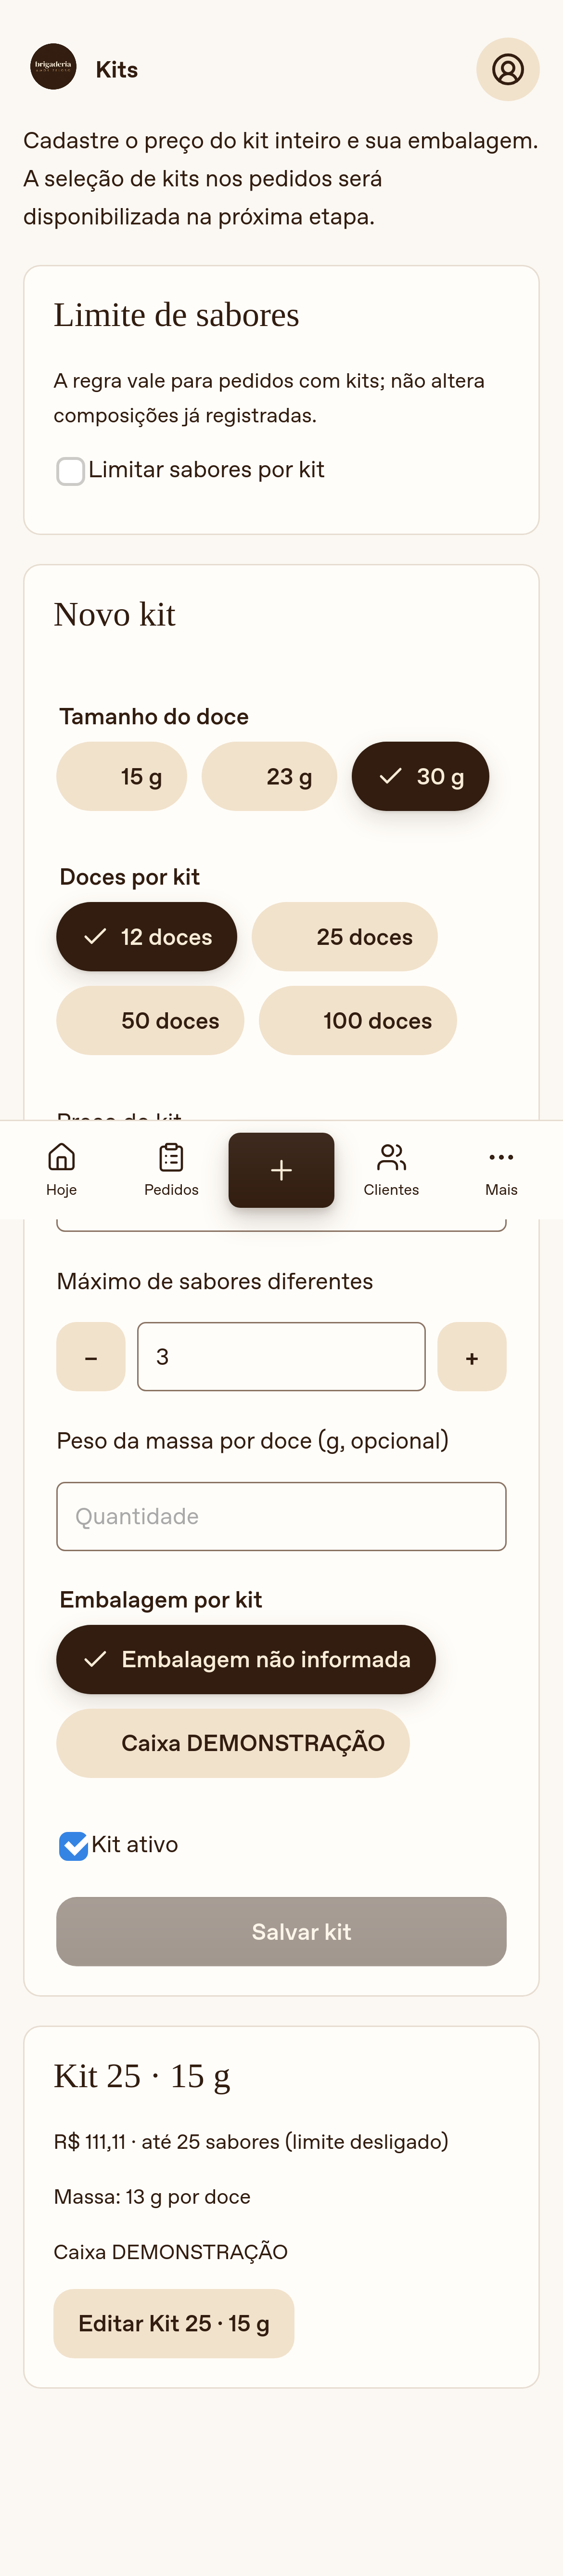 brigaderia
Kits
Cadastre o preço do kit inteiro e sua embalagem.
A seleção de kits nos pedidos será
disponibilizada na próxima etapa.
Limite de sabores
A regra vale para pedidos com kits; não altera
composições já registradas.
Limitar sabores por kit
Novo kit
Tamanho do doce
15 g
23 g
30 g
Doces por kit
12 doces
25 doces
50 doces
100 doces
Hoje
Pedidos
+
Clientes
Mais
Máximo de sabores diferentes
–
3
+
Peso da massa por doce (g, opcional)
Quantidade
Embalagem por kit
Embalagem não informada
Caixa DEMONSTRAÇÃO
Kit ativo
Salvar kit
Kit 25 · 15 g
R$ 111,11 · até 25 sabores (limite desligado)
Massa: 13 g por doce
Caixa DEMONSTRAÇÃO
Editar Kit 25 · 15 g